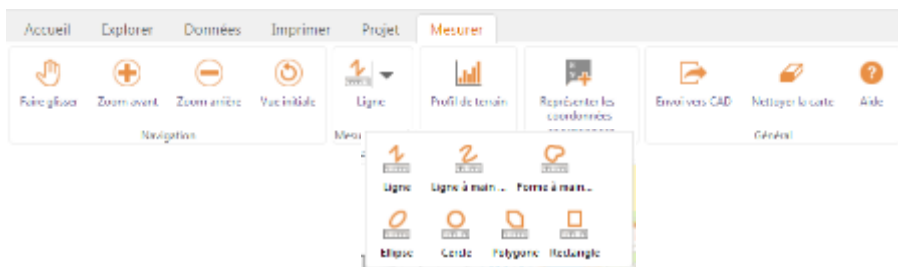 Accueil Explorer Données Imprimer Projet Mesurer
Faire glisser Zoom avant Zoom arrière Vue initiale Ligne Profil de terrain Représenter les coordonnées Envoi vers CAD Nettoyer la carte Aide
Navigation Mesu Général
Ligne Ligne à main ... Forme à main...
Ellipse Cercle Polygone Rectangle